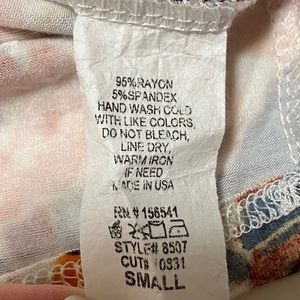 95%RAYON
5%SPANDEX
HAND WASH COLD
WITH LIKE COLORS,
DO NOT BLEACH,
LINE DRY,
WARM IRON
IF NEED
MADE IN USA
RN # 156541
STYLE# 8507
CUT# 10331
SMALL